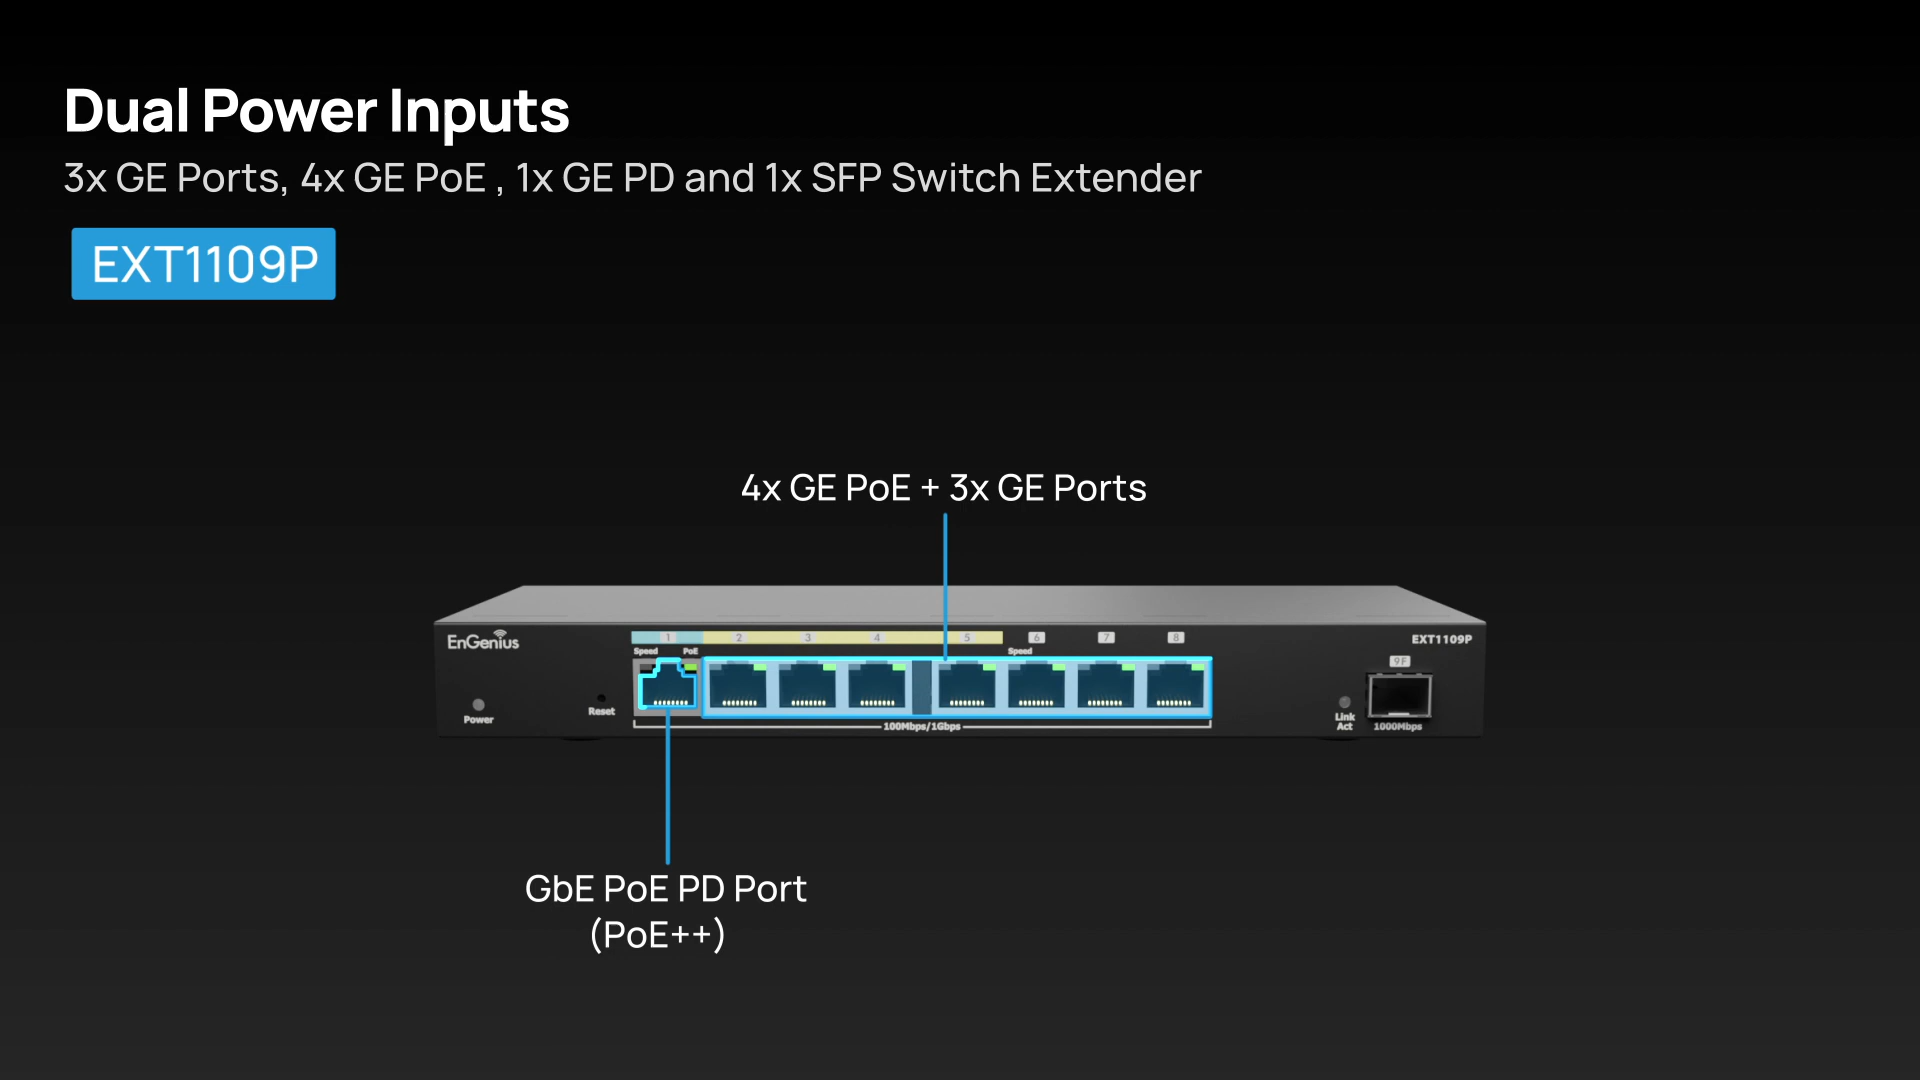 Dual Power Inputs
3x GE Ports, 4x GE PoE , 1x GE PD and 1x SFP Switch Extender
EXT1109P
4x GE PoE + 3x GE Ports
EnGenius
1 2 3 4 5 6 7 8
EXT1109P
Speed PoE Speed
9F
Power
Reset
Link
Act
100Mbps/1Gbps
1000Mbps
GbE PoE PD Port
(PoE++)